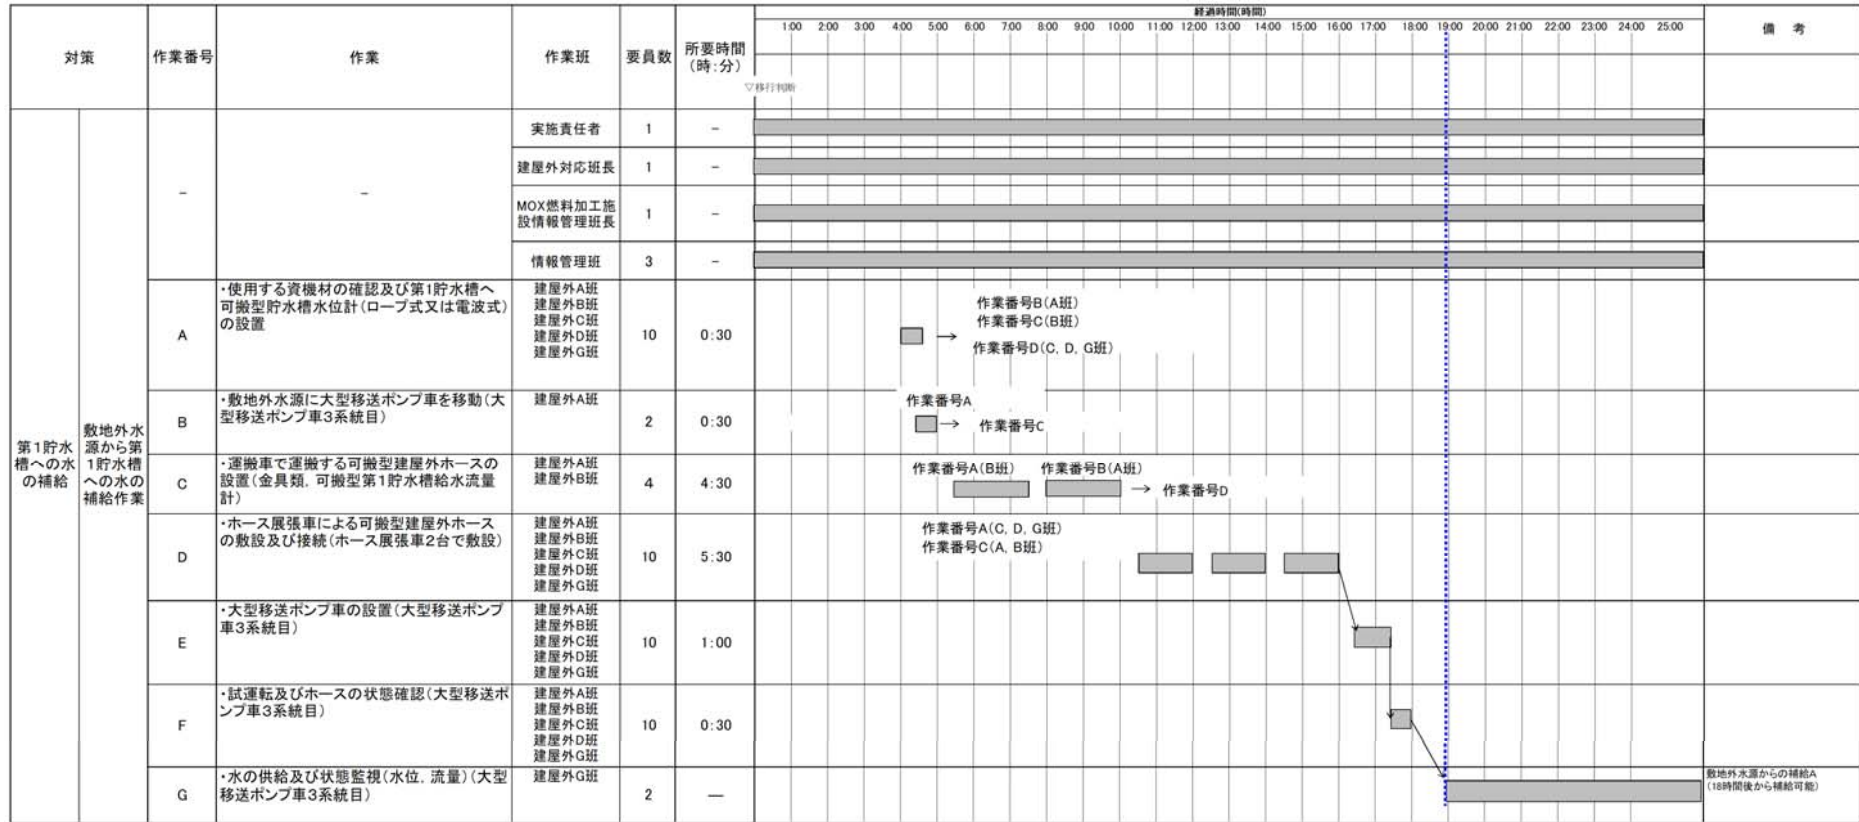 経過時間(時間)
対策
作業番号
作業
作業班
要員数
所要時間
(時:分)
1:00 2:00 3:00 4:00 5:00 6:00 7:00 8:00 9:00 10:00 11:00 12:00 13:00 14:00 15:00 16:00 17:00 18:00 19:00 20:00 21:00 22:00 23:00 24:00 25:00
備 考
▽移行判断
第1貯水
槽への水
の補給
敷地外水
源から第
1貯水槽
への水の
補給作業
－
－
実施責任者 1 －
建屋外対応班長 1 －
MOX燃料加工施
設情報管理班長
1 －
情報管理班 3 －
A
・使用する資機材の確認及び第1貯水槽へ
可搬型貯水槽水位計(ロープ式又は電波式)
の設置
建屋外A班
建屋外B班
建屋外C班
建屋外D班
建屋外G班
10 0:30
作業番号B(A班)
作業番号C(B班)
→
作業番号D(C, D, G班)
B
・敷地外水源に大型移送ポンプ車を移動(大
型移送ポンプ車3系統目)
建屋外A班
2 0:30
作業番号A
→ 作業番号C
C
・運搬車で運搬する可搬型建屋外ホースの
設置(金具類, 可搬型第1貯水槽給水流量
計)
建屋外A班
建屋外B班
4 4:30
作業番号A(B班) 作業番号B(A班)
→ 作業番号D
D
・ホース展張車による可搬型建屋外ホース
の敷設及び接続(ホース展張車2台で敷設)
建屋外A班
建屋外B班
建屋外C班
建屋外D班
建屋外G班
10 5:30
作業番号A(C, D, G班)
作業番号C(A, B班)
E
・大型移送ポンプ車の設置(大型移送ポンプ
車3系統目)
建屋外A班
建屋外B班
建屋外C班
建屋外D班
建屋外G班
10 1:00
F
・試運転及びホースの状態確認(大型移送ポ
ンプ車3系統目)
建屋外A班
建屋外B班
建屋外C班
建屋外D班
建屋外G班
10 0:30
G
・水の供給及び状態監視(水位, 流量)(大型
移送ポンプ車3系統目)
建屋外G班
2 ―
敷地外水源からの補給A
(18時間後から補給可能)